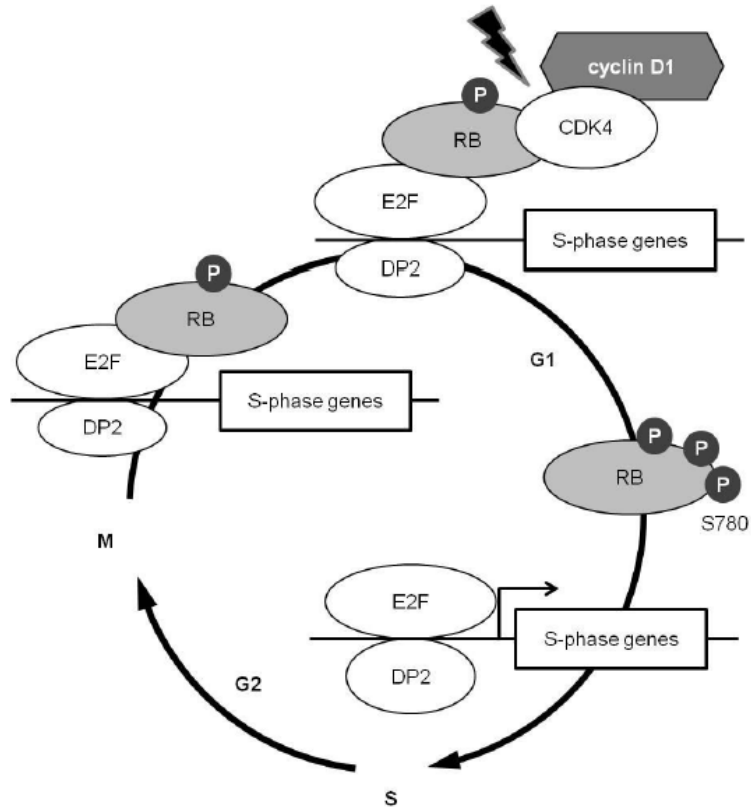 cyclin D1
P
RB
CDK4
E2F
S-phase genes
DP2
P
RB
E2F
S-phase genes
DP2
G1
P
P
RB
P
S780
M
E2F
S-phase genes
DP2
G2
S